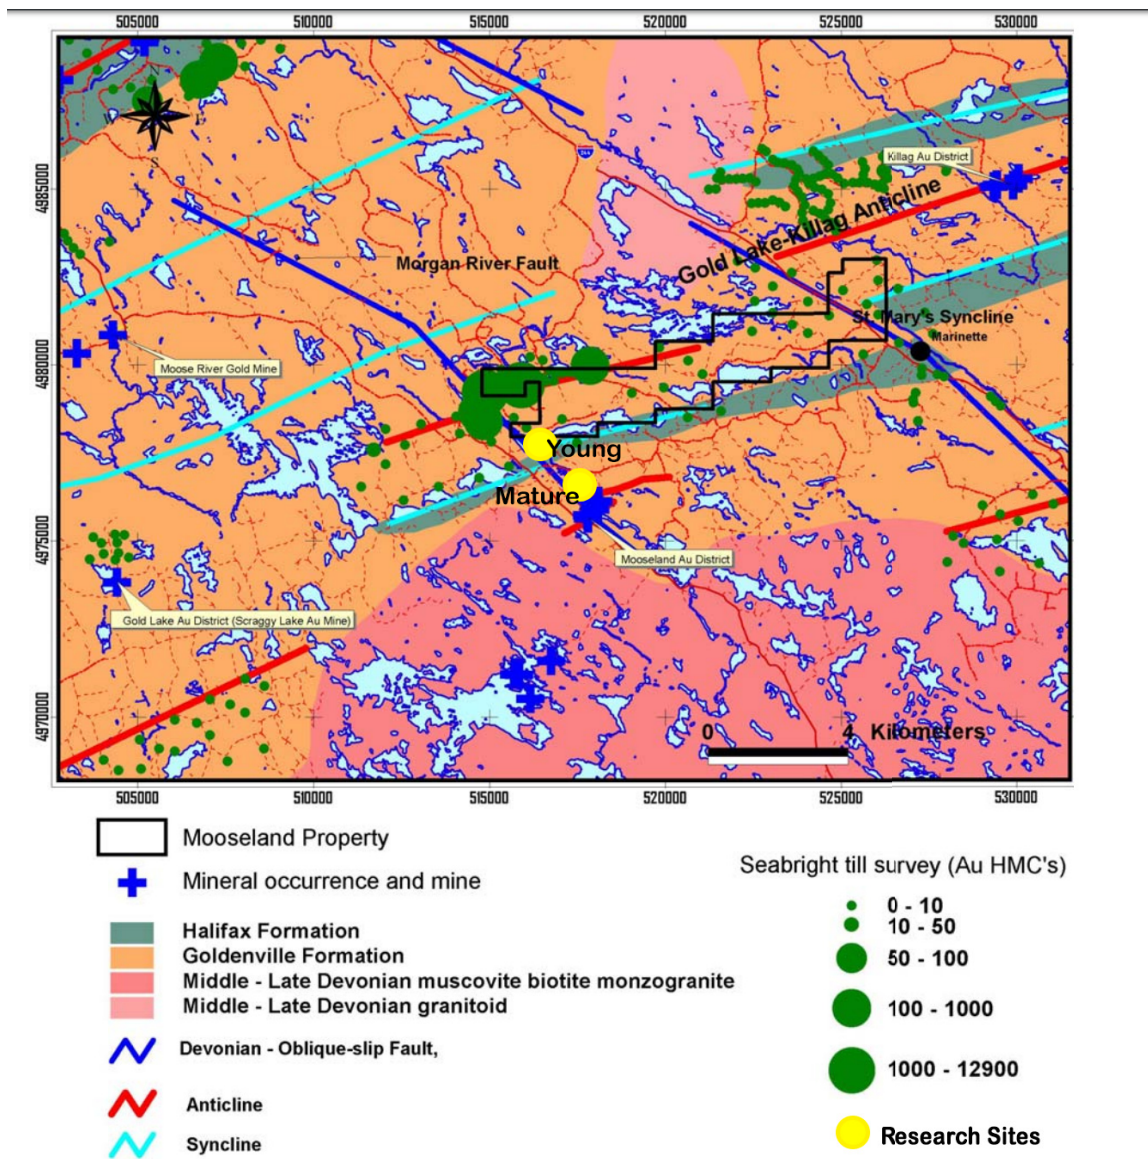 505000 510000 515000 520000 525000 530000
4985000
4980000
4975000
4970000
S
Killag Au District
Gold Lake-Killag Anticline
Morgan River Fault
St. Mary's Syncline
Marinette
Moose River Gold Mine
Young
Mature
Mooseland Au District
Gold Lake Au District (Scraggy Lake Au Mine)
0 4 Kilometers
505000 510000 515000 520000 525000 530000
Mooseland Property
Mineral occurrence and mine
Halifax Formation
Goldenville Formation
Middle - Late Devonian muscovite biotite monzogranite
Middle - Late Devonian granitoid
Devonian - Oblique-slip Fault,
Anticline
Syncline
Seabright till survey (Au HMC's)
0 - 10
10 - 50
50 - 100
100 - 1000
1000 - 12900
Research Sites